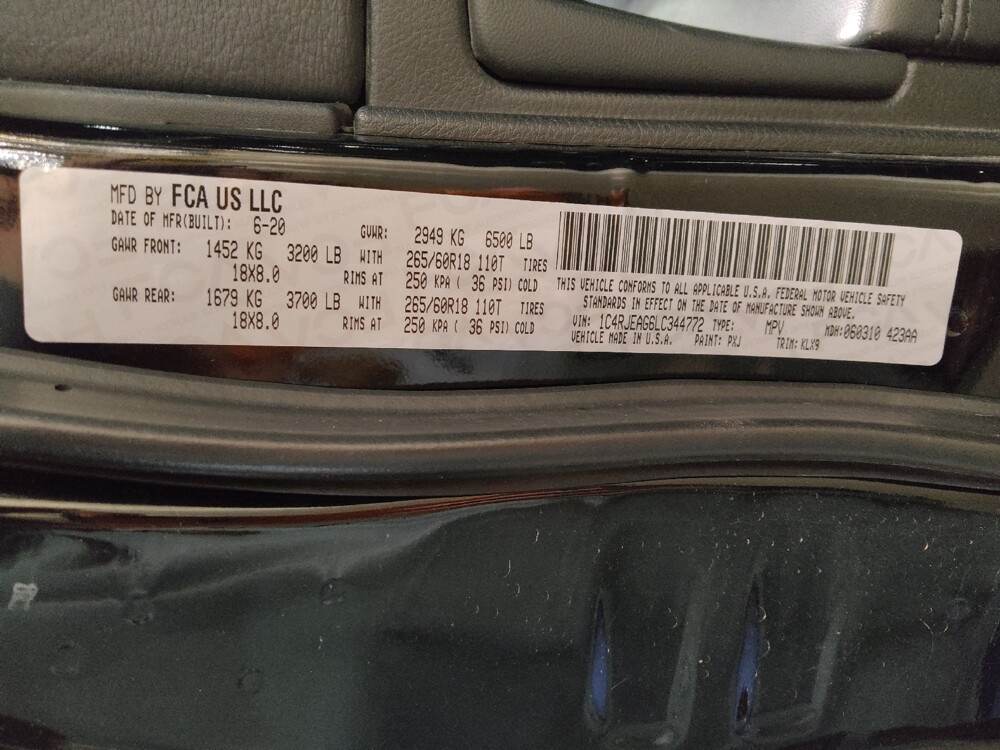 MFD BY FCA US LLC
DATE OF MFR(BUILT): 6-20 GVWR: 2949 KG 6500 LB
GAWR FRONT: 1452 KG 3200 LB WITH 265/60R18 110T TIRES
18X8.0 RIMS AT 250 KPA ( 36 PSI) COLD
GAWR REAR: 1679 KG 3700 LB WITH 265/60R18 110T TIRES
18X8.0 RIMS AT 250 KPA ( 36 PSI) COLD
THIS VEHICLE CONFORMS TO ALL APPLICABLE U.S.A. FEDERAL MOTOR VEHICLE SAFETY
STANDARDS IN EFFECT ON THE DATE OF MANUFACTURE SHOWN ABOVE.
VIN: 1C4RJEAG6LC344772 TYPE: MPV MDH:060310 423AA
VEHICLE MADE IN U.S.A. PAINT: PXJ TRIM: KLX9